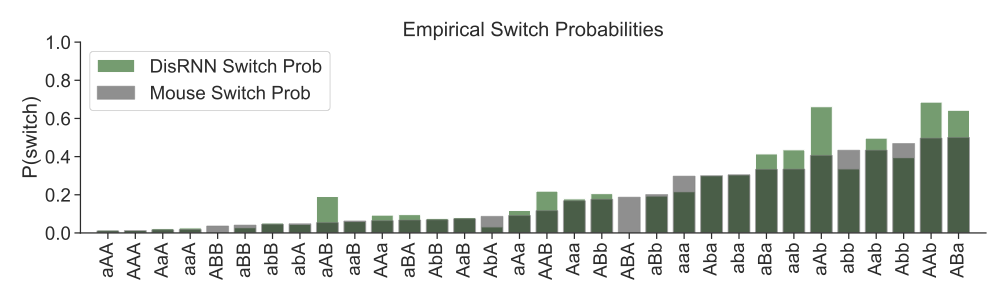 Empirical Switch Probabilities
P(switch)
1.0
0.8
0.6
0.4
0.2
0.0
DisRNN Switch Prob
Mouse Switch Prob
aAA
AAA
AaA
aaA
ABB
aBB
abB
abA
aAB
aaB
AAa
aBA
AbB
AaB
AbA
aAa
AAB
Aaa
ABb
ABA
aBb
aaa
Aba
aba
aBa
aab
aAb
abb
Aab
Abb
AAb
ABa